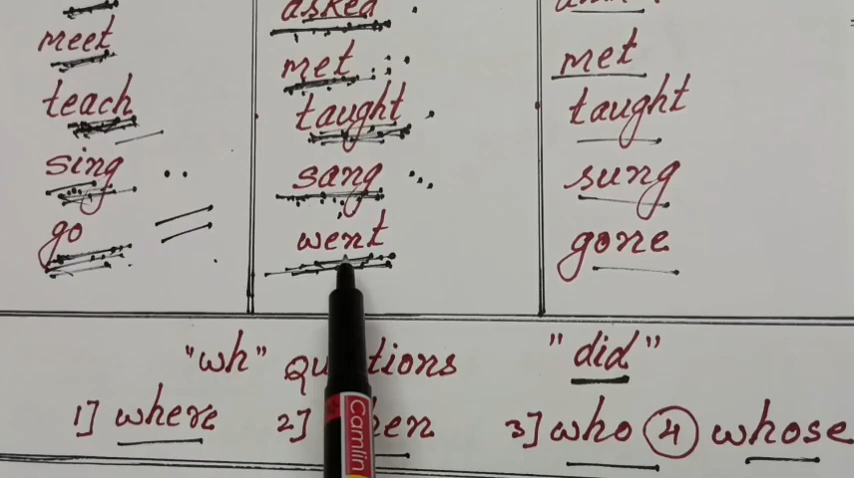 asked
meet met met
teach taught taught
sing sang sung
go went gone
"wh" "did"
1] where 2] 3] who 4 whose
Camlin